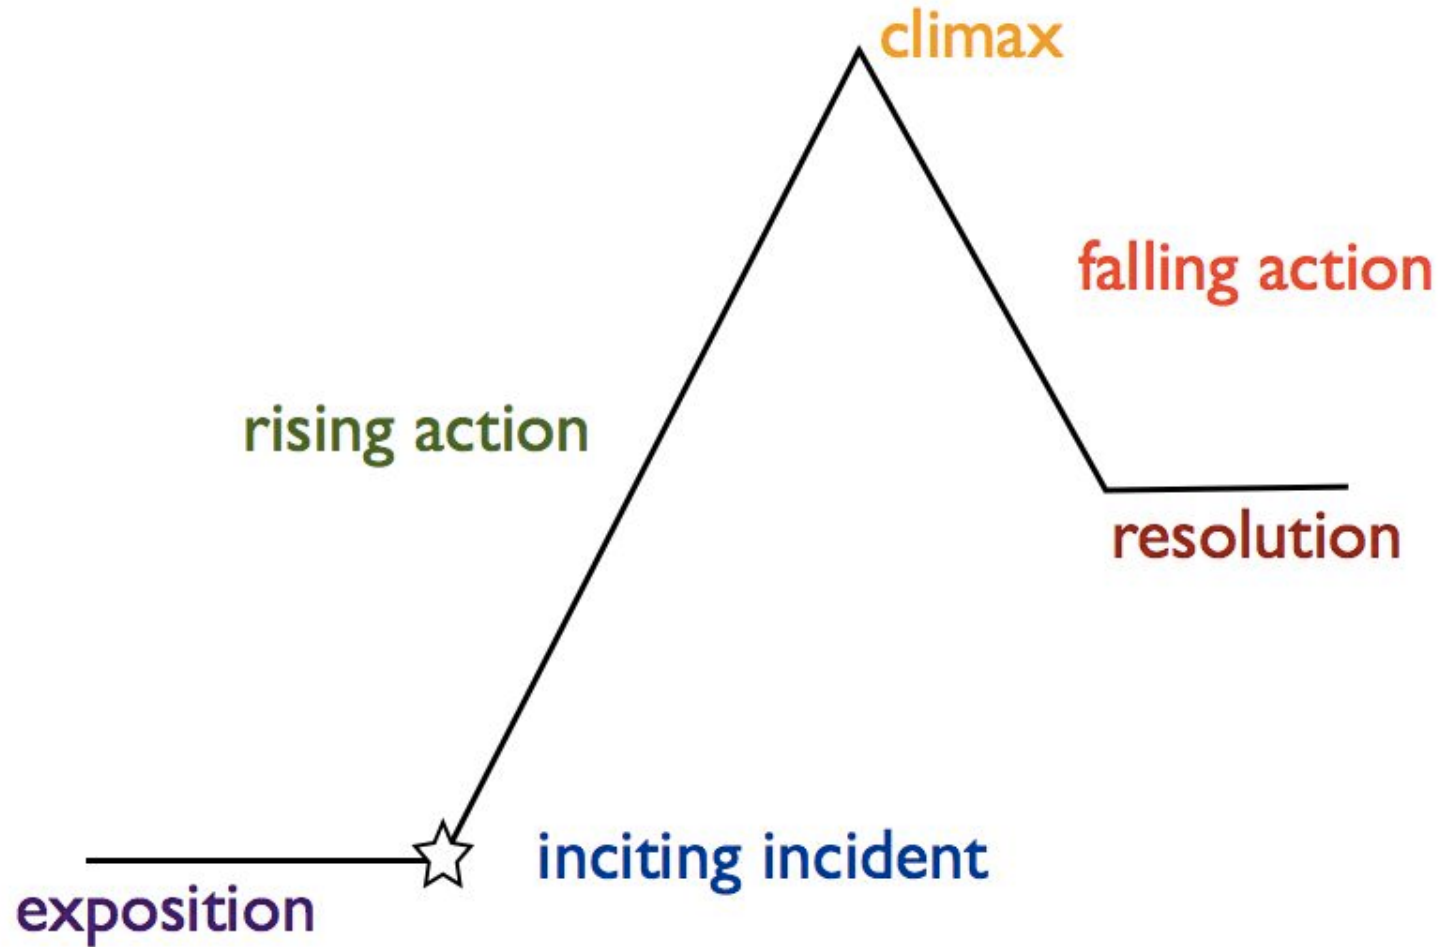 climax
falling action
rising action
resolution
inciting incident
exposition